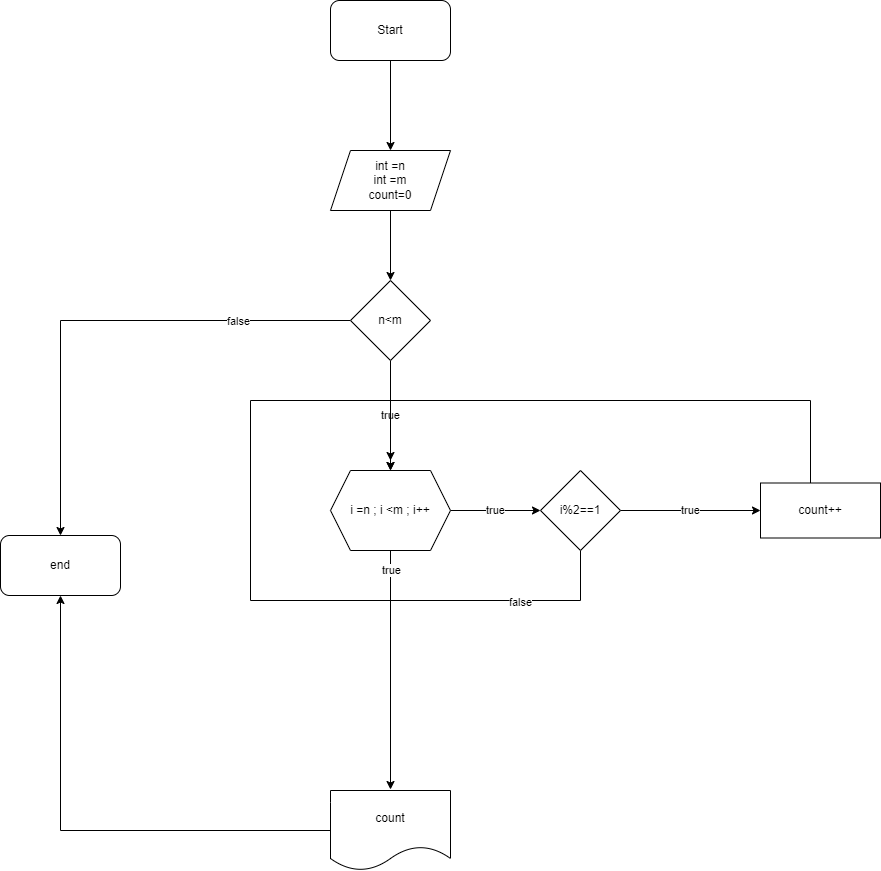 Start
int =n
int =m
count=0
n<m
false
true
i =n ; i <m ; i++
true
i%2==1
true
count++
end
true
false
count